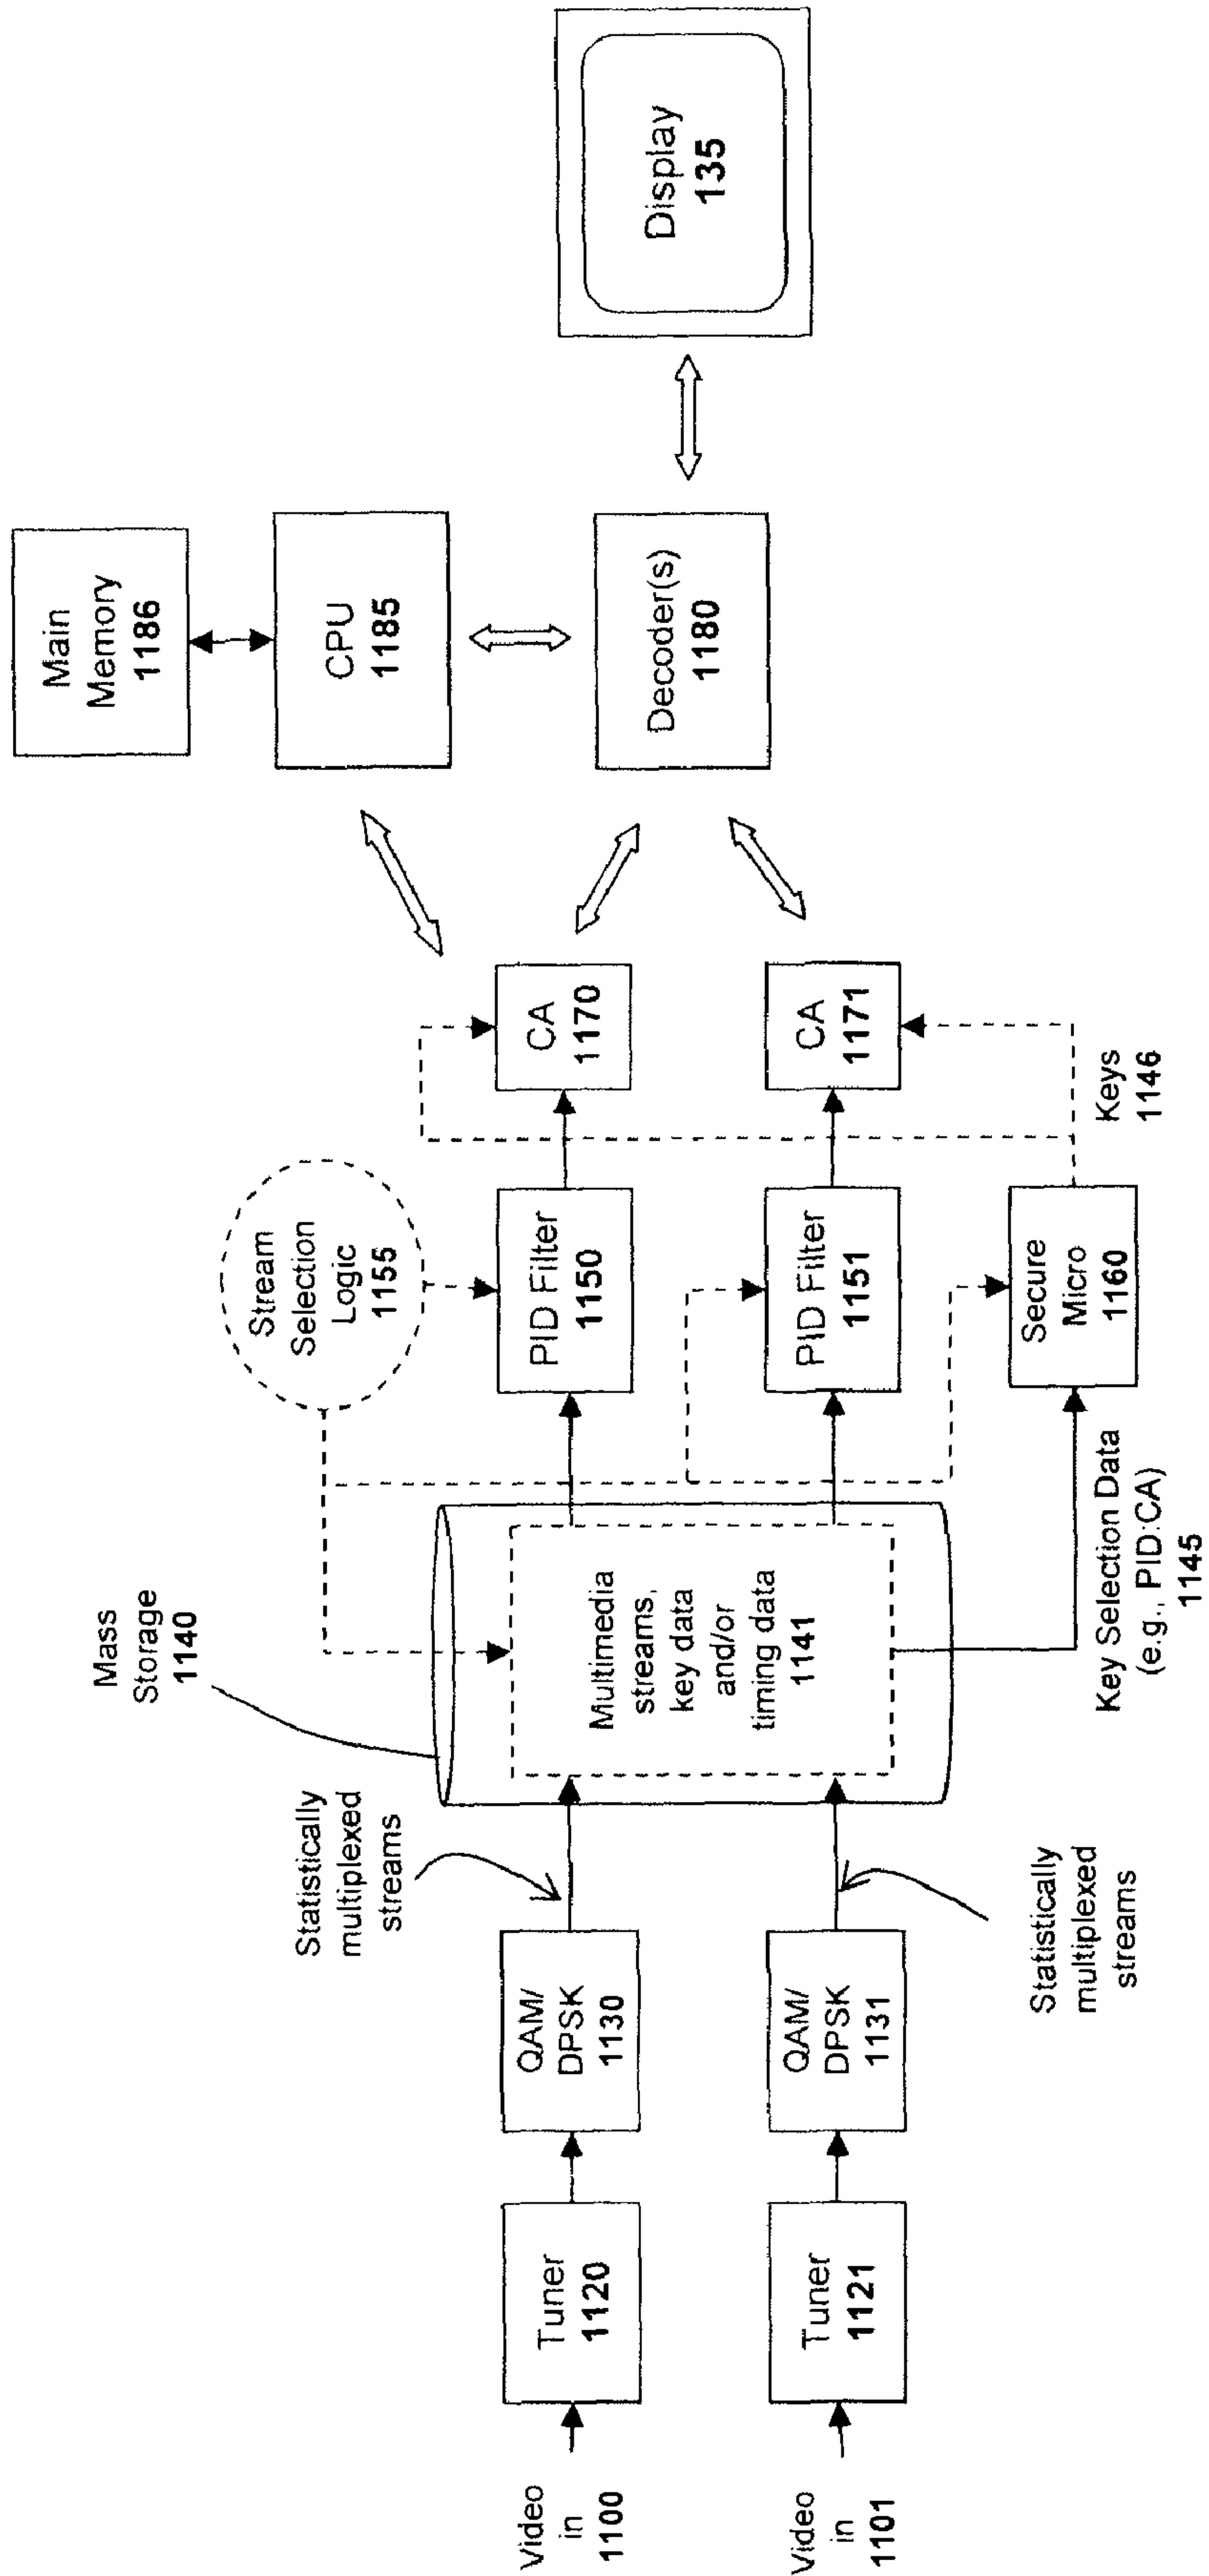 Video
in
1100
Tuner
1120
QAM/
DPSK
1130
Statistically
multiplexed
streams
Mass
Storage
1140
Multimedia
streams,
key data
and/or
timing data
1141
Stream
Selection
Logic
1155
PID Filter
1150
CA
1170
Main
Memory
1186
CPU
1185
Decoder(s)
1180
Display
135
Video
in
1101
Tuner
1121
QAM/
DPSK
1131
Statistically
multiplexed
streams
PID Filter
1151
CA
1171
Key Selection Data
(e.g., PID:CA)
1145
Secure
Micro
1160
Keys
1146